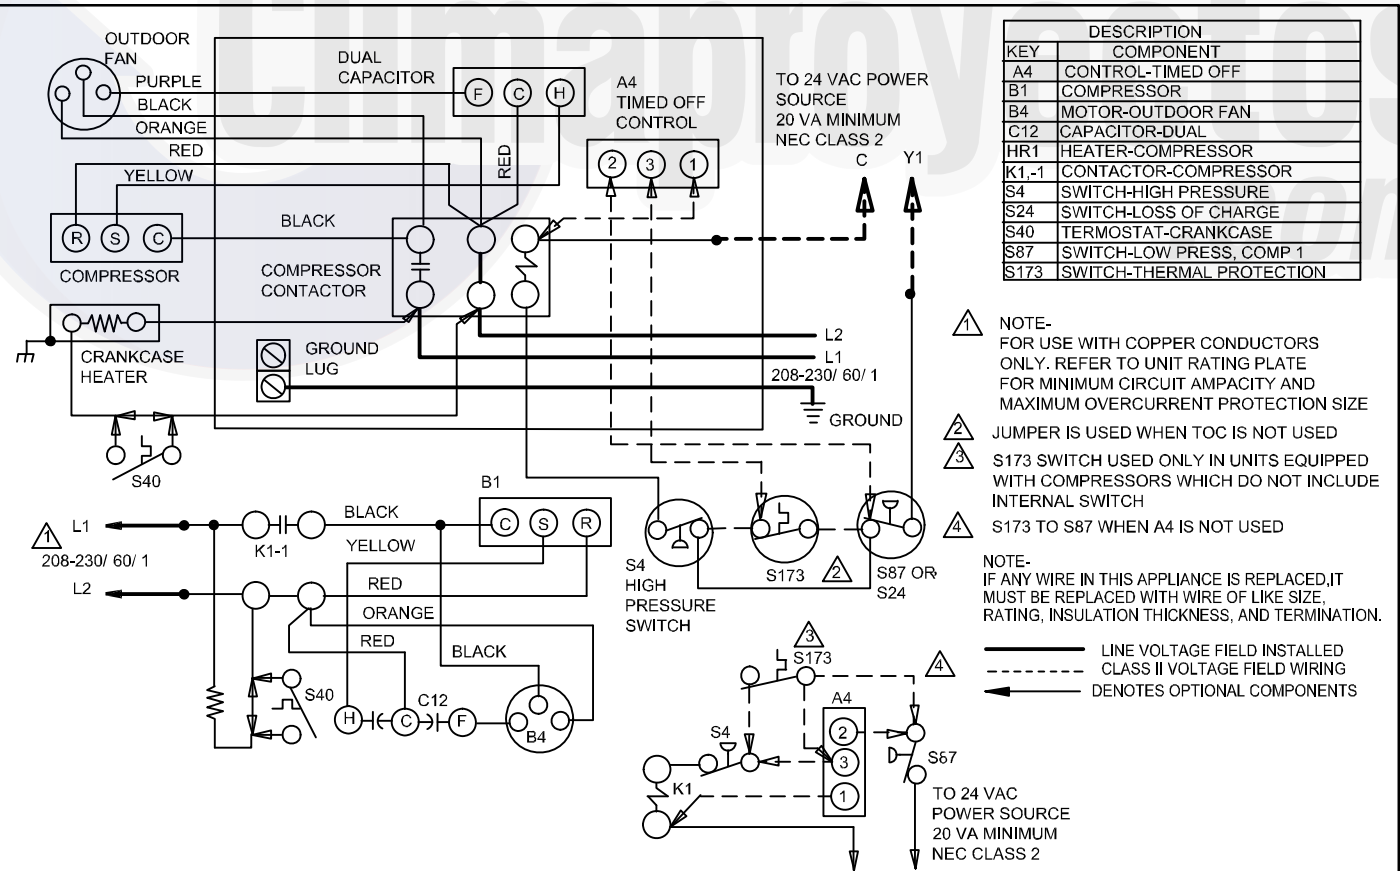 Climaproyectos
OUTDOOR
FAN
PURPLE
BLACK
ORANGE
RED
YELLOW
BLACK
DUAL
CAPACITOR
F C H
RED
A4
TIMED OFF
CONTROL
2 3 1
TO 24 VAC POWER
SOURCE
20 VA MINIMUM
NEC CLASS 2
C Y1
R S C
COMPRESSOR
COMPRESSOR
CONTACTOR
CRANKCASE
HEATER
GROUND
LUG
L2
L1
208-230/ 60/ 1
GROUND
S40
S4
HIGH
PRESSURE
SWITCH
S173
2
S87 OR
S24
DESCRIPTION
KEY COMPONENT
A4 CONTROL-TIMED OFF
B1 COMPRESSOR
B4 MOTOR-OUTDOOR FAN
C12 CAPACITOR-DUAL
HR1 HEATER-COMPRESSOR
K1,-1 CONTACTOR-COMPRESSOR
S4 SWITCH-HIGH PRESSURE
S24 SWITCH-LOSS OF CHARGE
S40 TERMOSTAT-CRANKCASE
S87 SWITCH-LOW PRESS, COMP 1
S173 SWITCH-THERMAL PROTECTION
1 NOTE-
FOR USE WITH COPPER CONDUCTORS
ONLY. REFER TO UNIT RATING PLATE
FOR MINIMUM CIRCUIT AMPACITY AND
MAXIMUM OVERCURRENT PROTECTION SIZE
2 JUMPER IS USED WHEN TOC IS NOT USED
3 S173 SWITCH USED ONLY IN UNITS EQUIPPED
WITH COMPRESSORS WHICH DO NOT INCLUDE
INTERNAL SWITCH
4 S173 TO S87 WHEN A4 IS NOT USED
NOTE-
IF ANY WIRE IN THIS APPLIANCE IS REPLACED,IT
MUST BE REPLACED WITH WIRE OF LIKE SIZE,
RATING, INSULATION THICKNESS, AND TERMINATION.
LINE VOLTAGE FIELD INSTALLED
CLASS II VOLTAGE FIELD WIRING
DENOTES OPTIONAL COMPONENTS
B1
1
L1
208-230/ 60/ 1
L2
K1-1
BLACK
C S R
YELLOW
RED
ORANGE
RED
BLACK
S40
C12
H C F
B4
3
S173
4
A4
2
3
1
S4
K1
S87
TO 24 VAC
POWER SOURCE
20 VA MINIMUM
NEC CLASS 2